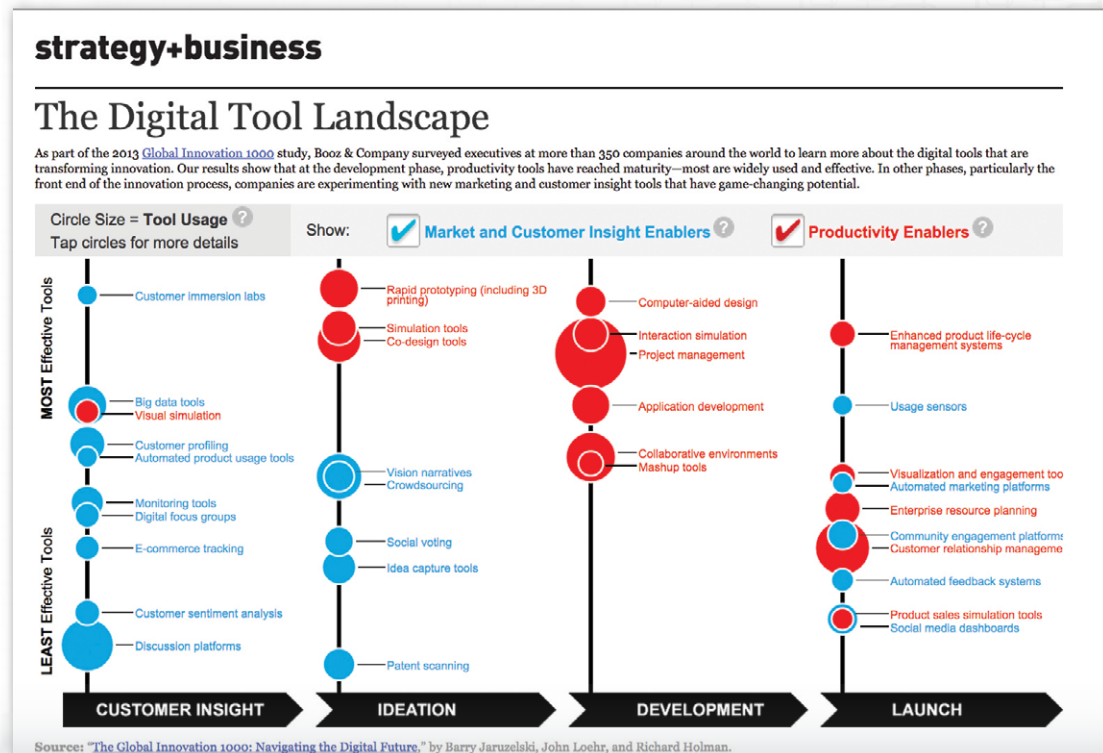 strategy+business
The Digital Tool Landscape
As part of the 2013 Global Innovation 1000 study, Booz & Company surveyed executives at more than 350 companies around the world to learn more about the digital tools that are
transforming innovation. Our results show that at the development phase, productivity tools have reached maturity—most are widely used and effective. In other phases, particularly the
front end of the innovation process, companies are experimenting with new marketing and customer insight tools that have game-changing potential.
Circle Size = Tool Usage ?
Tap circles for more details
Show:
Market and Customer Insight Enablers ?
Productivity Enablers ?
MOST Effective Tools
LEAST Effective Tools
Customer immersion labs
Big data tools
Visual simulation
Customer profiling
Automated product usage tools
Monitoring tools
Digital focus groups
E-commerce tracking
Customer sentiment analysis
Discussion platforms
CUSTOMER INSIGHT
Rapid prototyping (including 3D
printing)
Simulation tools
Co-design tools
Vision narratives
Crowdsourcing
Social voting
Idea capture tools
Patent scanning
IDEATION
Computer-aided design
Interaction simulation
Project management
Application development
Collaborative environments
Mashup tools
DEVELOPMENT
Enhanced product life-cycle
management systems
Usage sensors
Visualization and engagement too
Automated marketing platforms
Enterprise resource planning
Community engagement platforms
Customer relationship manageme
Automated feedback systems
Product sales simulation tools
Social media dashboards
LAUNCH
Source: "The Global Innovation 1000: Navigating the Digital Future," by Barry Jaruzelski, John Loehr, and Richard Holman.